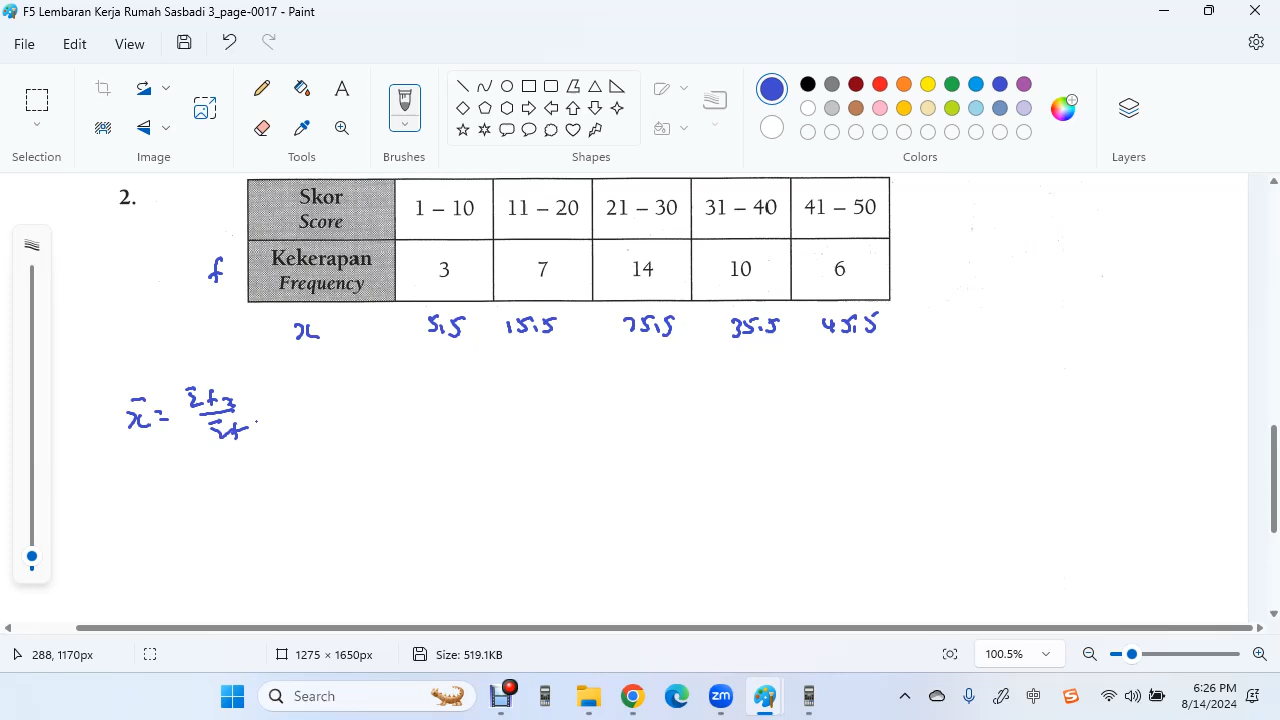 F5 Lembaran Kerja Rumah Sasbadi 3_page-0017 - Paint
File Edit View
Selection Image Tools Brushes Shapes Colors Layers
2.
Skor
Score
1 – 10 11 – 20 21 – 30 31 – 40 41 – 50
f
Kekerapan
Frequency
3 7 14 10 6
x 5.5 15.5 25.5 35.5 45.5
x̄ = Σfx
Σf
288, 1170px 1275 × 1650px Size: 519.1KB 100.5%
Search zm 中 S 6:26 PM
8/14/2024